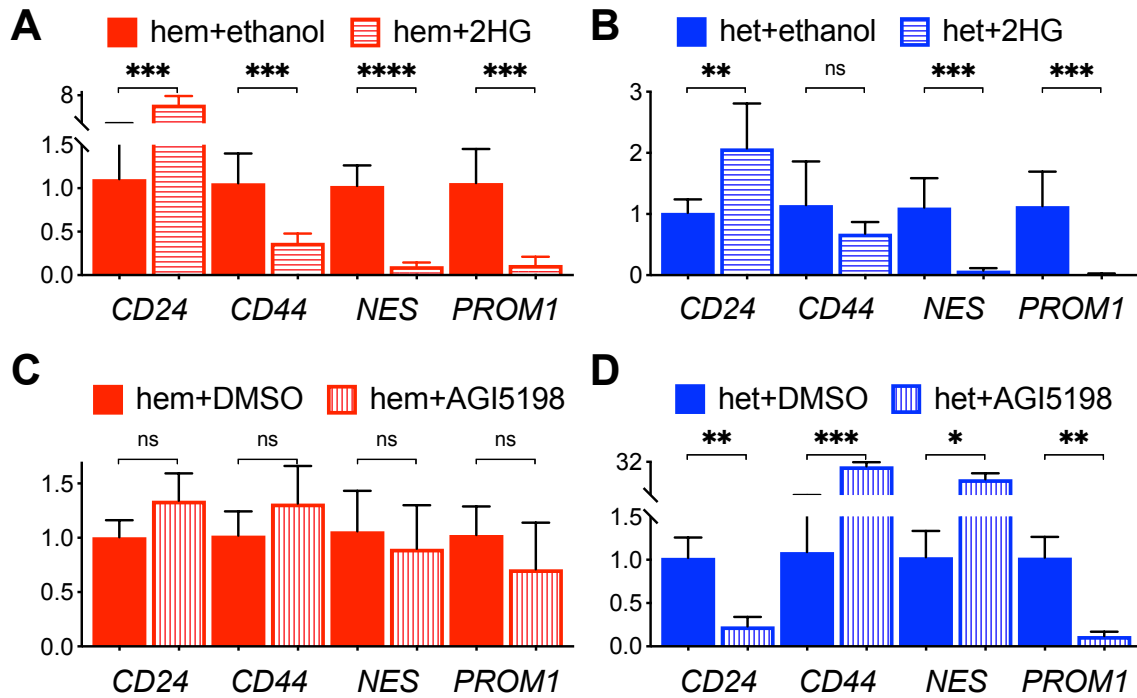 A
hem+ethanol hem+2HG
*** *** **** ***
8
1.5
1.0
0.5
0.0
CD24 CD44 NES PROM1
B
het+ethanol het+2HG
** ns *** ***
3
2
1
0
CD24 CD44 NES PROM1
C
hem+DMSO hem+AGI5198
ns ns ns ns
1.5
1.0
0.5
0.0
CD24 CD44 NES PROM1
D
het+DMSO het+AGI5198
** *** * **
32
1.5
1.0
0.5
0.0
CD24 CD44 NES PROM1